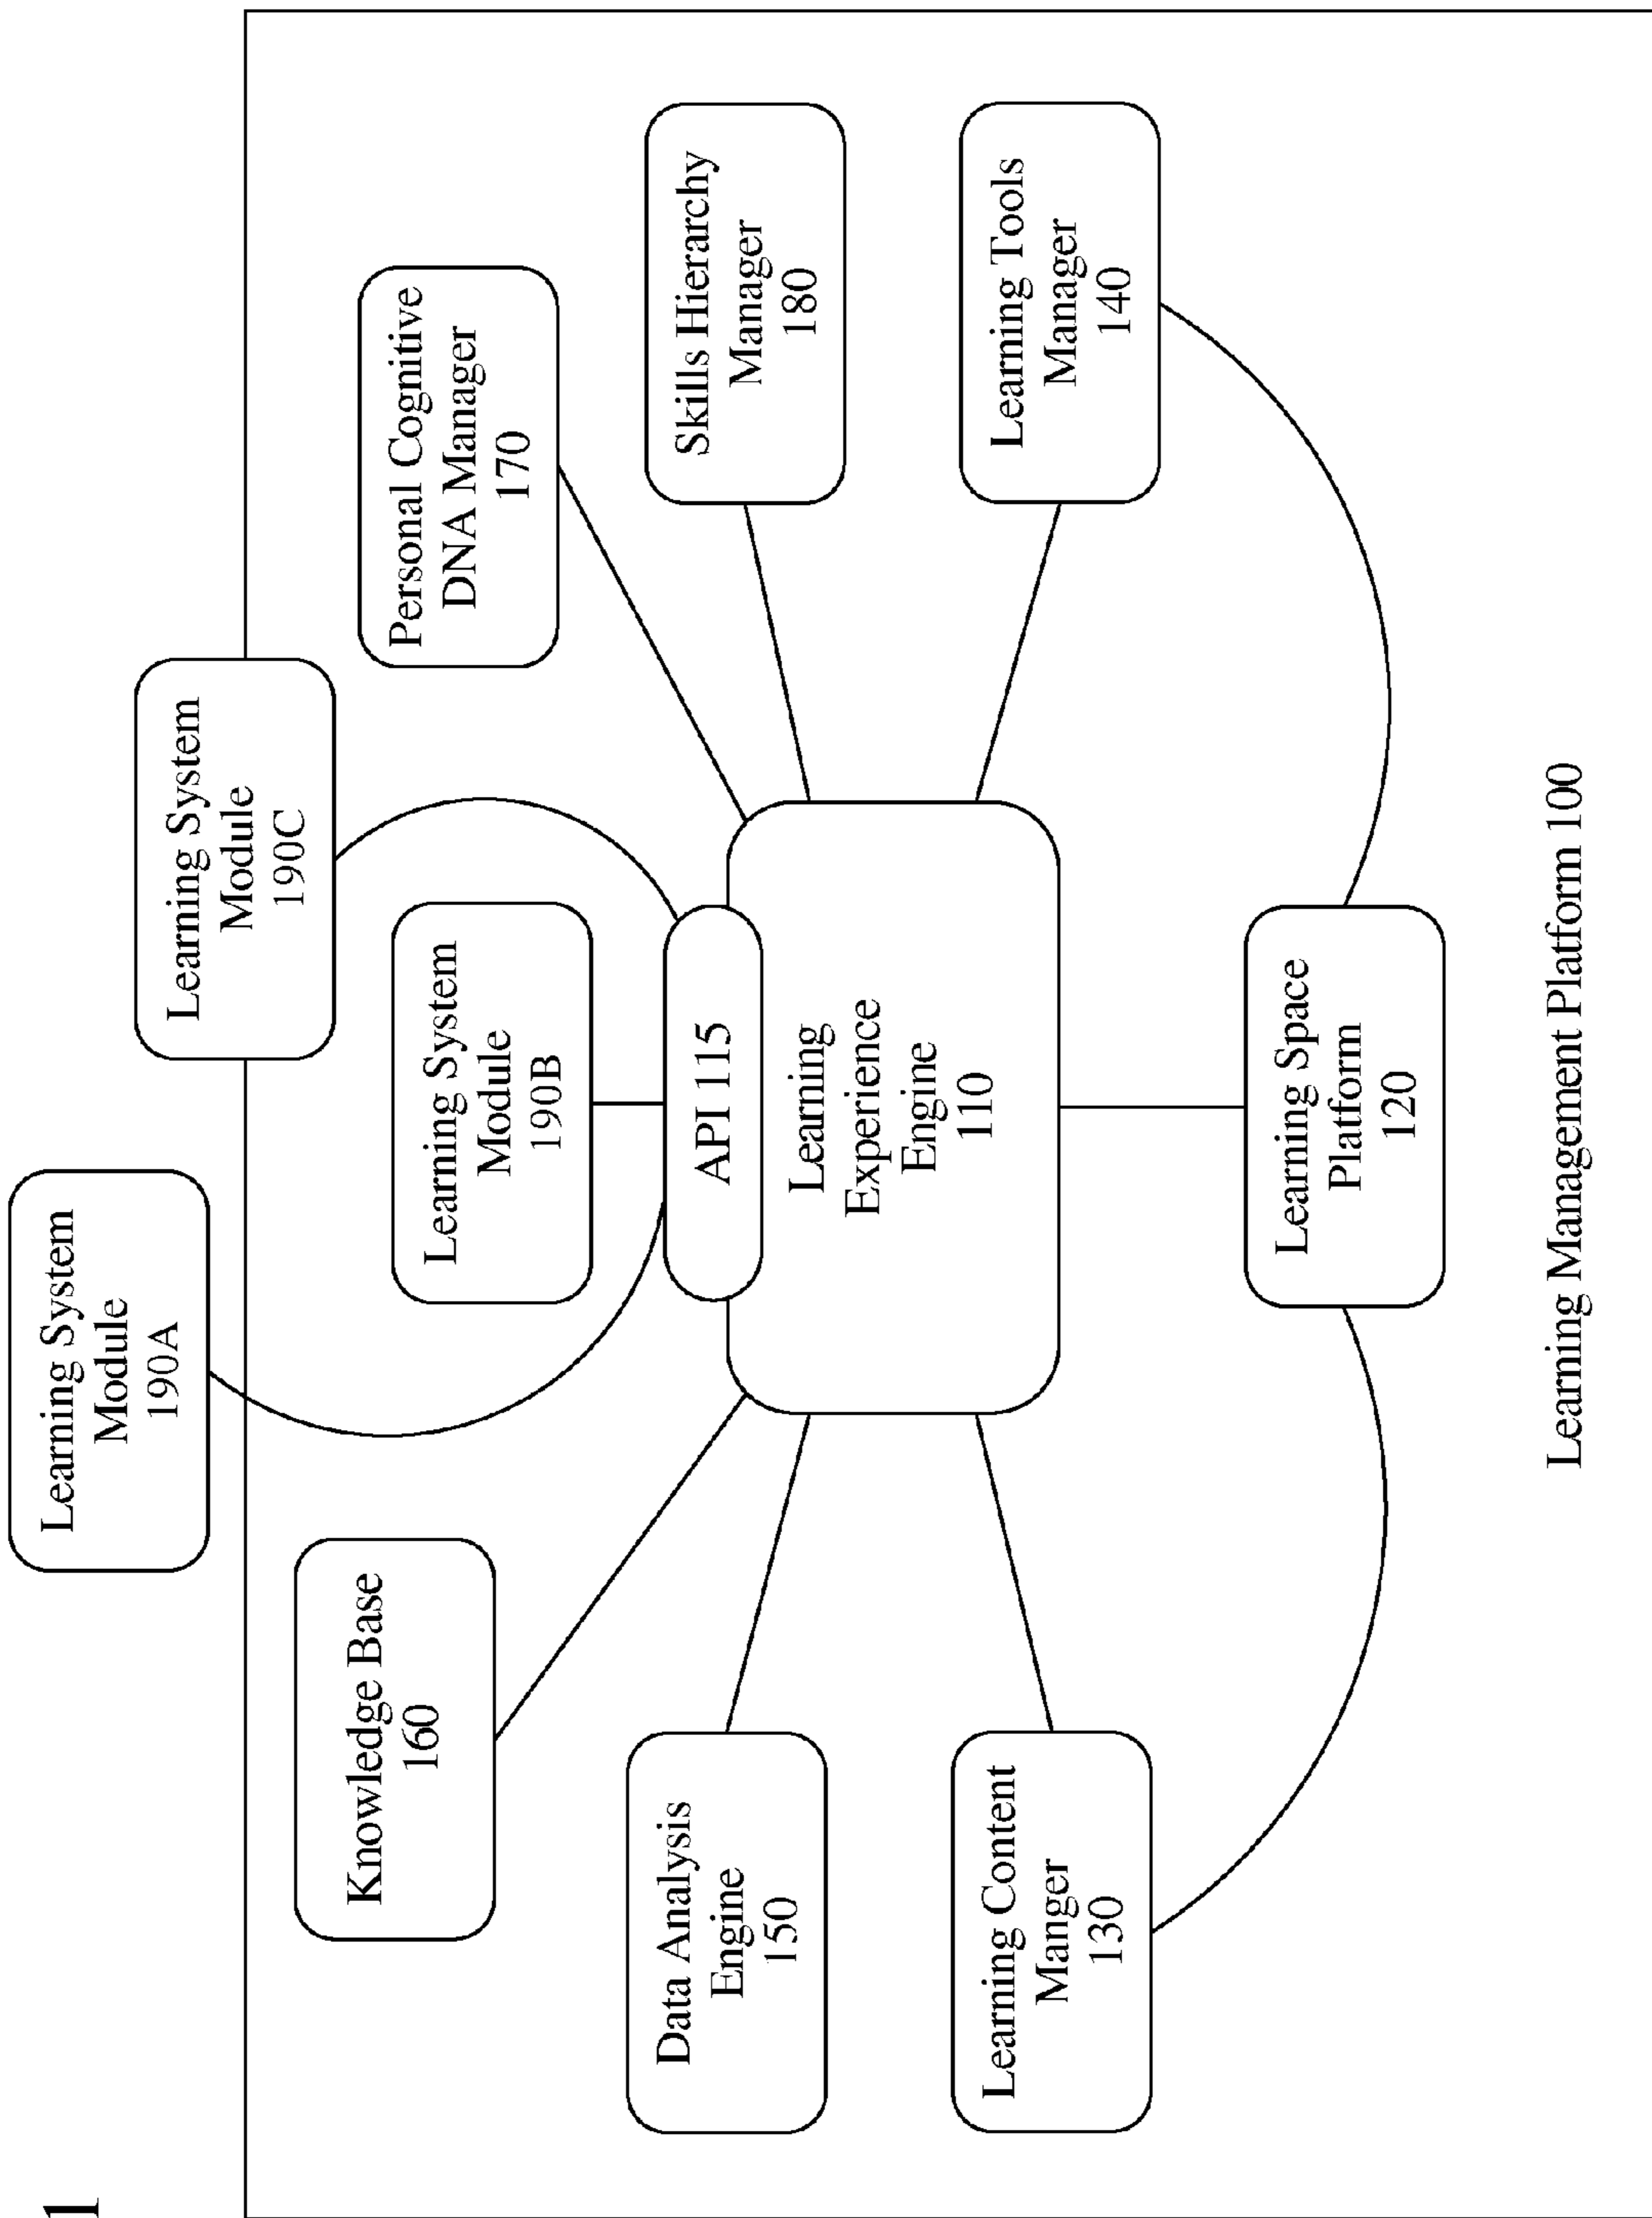 1
Learning System
Module
190A
Learning System
Module
190C
Knowledge Base
160
Learning System
Module
190B
Personal Cognitive
DNA Manager
170
API 115
Data Analysis
Engine
150
Learning
Experience
Engine
110
Skills Hierarchy
Manager
180
Learning Content
Manger
130
Learning Tools
Manager
140
Learning Space
Platform
120
Learning Management Platform 100